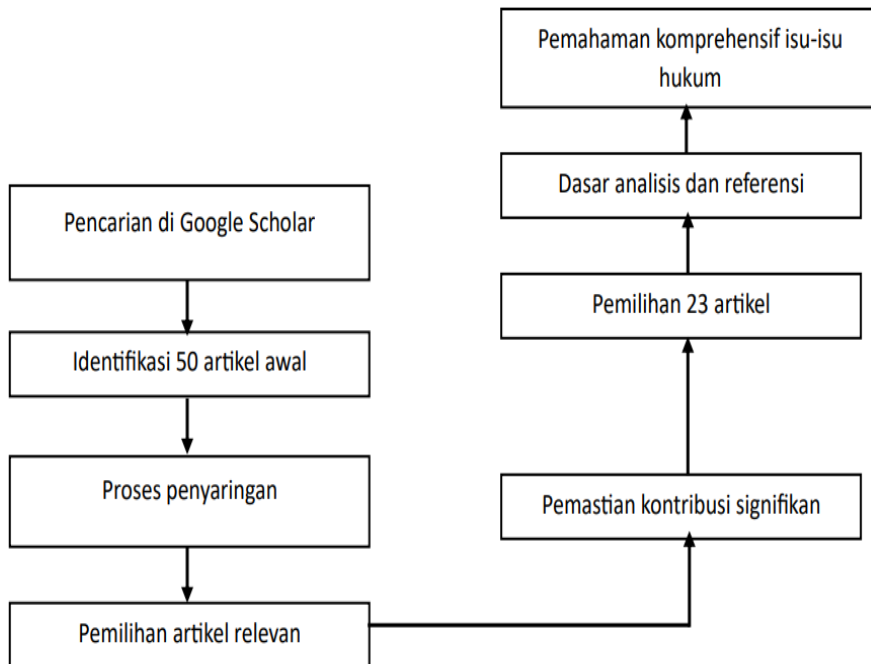 Pencarian di Google Scholar
Identifikasi 50 artikel awal
Proses penyaringan
Pemilihan artikel relevan
Pemastian kontribusi signifikan
Pemilihan 23 artikel
Dasar analisis dan referensi
Pemahaman komprehensif isu-isu
hukum